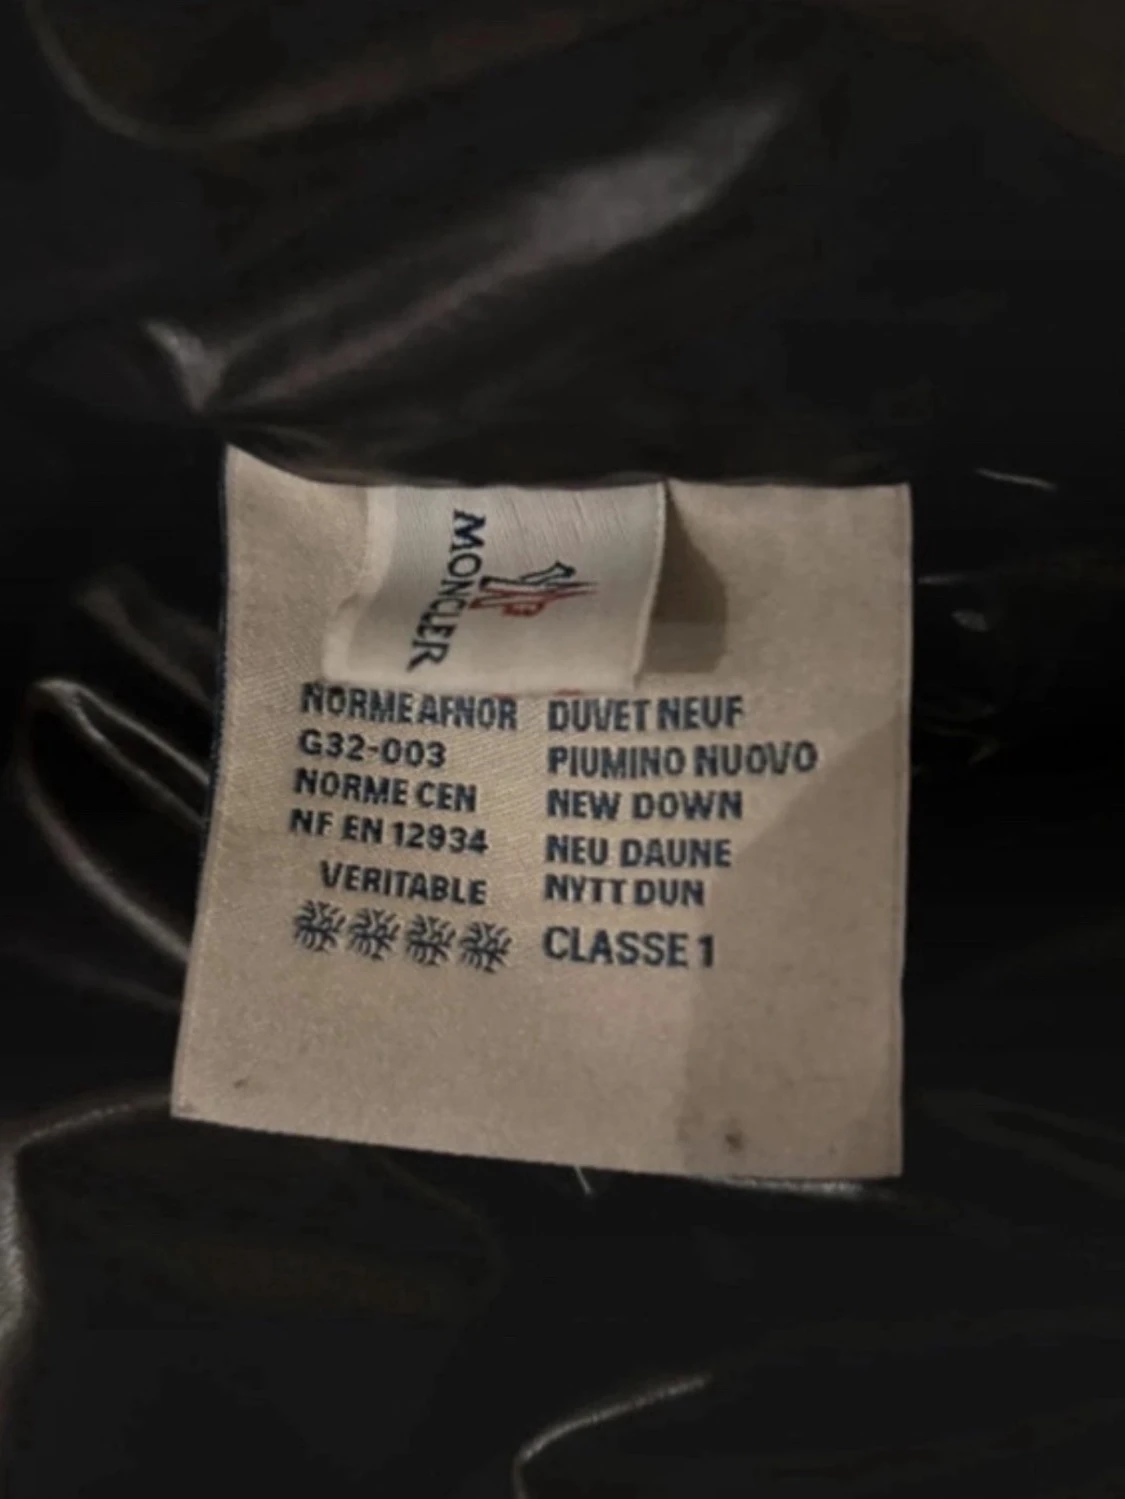 MONCLER
NORME AFNOR
G32-003
NORME CEN
NF EN 12934
VERITABLE
DUVET NEUF
PIUMINO NUOVO
NEW DOWN
NEU DAUNE
NYTT DUN
CLASSE 1